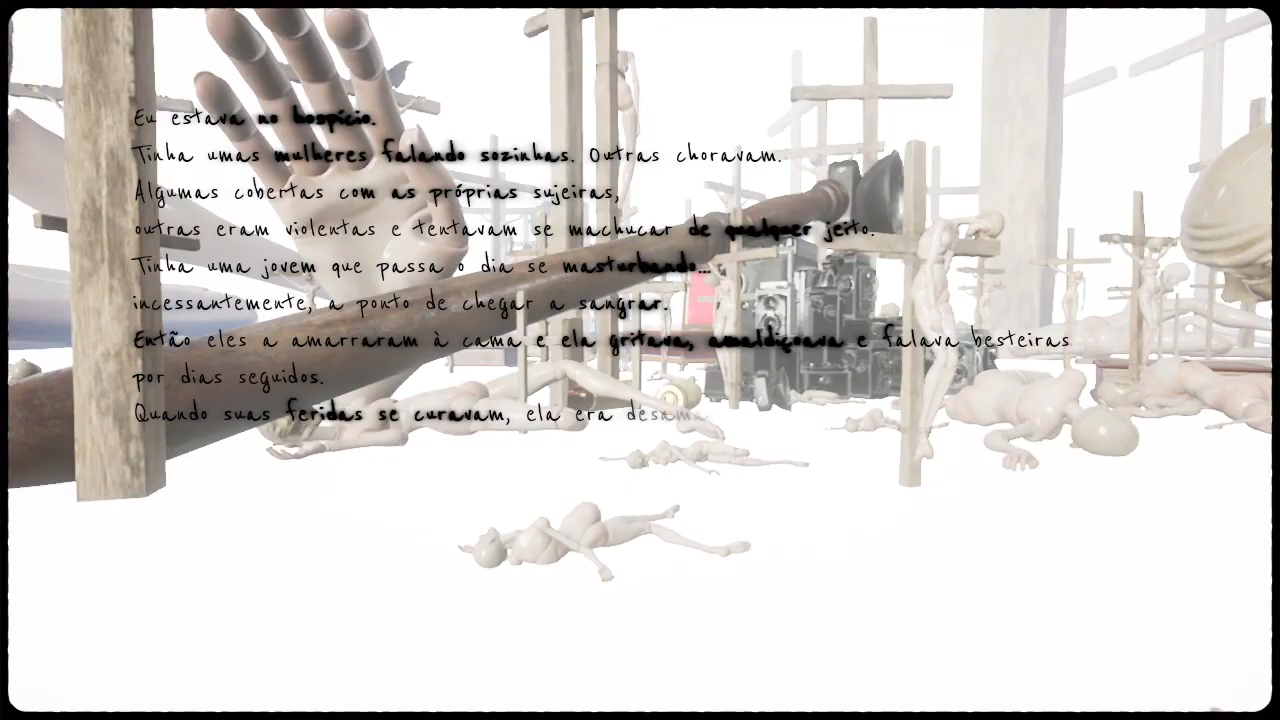 Eu estava no hospício.
Tinha umas mulheres falando sozinhas. Outras choravam.
Algumas cobertas com as próprias sujeiras,
outras eram violentas e tentavam se machucar de qualquer jeito.
Tinha uma jovem que passa o dia se masturbando...
incessantemente, a ponto de chegar a sangrar.
Então eles a amarraram à cama e ela gritava, amaldiçoava e falava besteiras
por dias seguidos.
Quando suas feridas se curavam, ela era desama